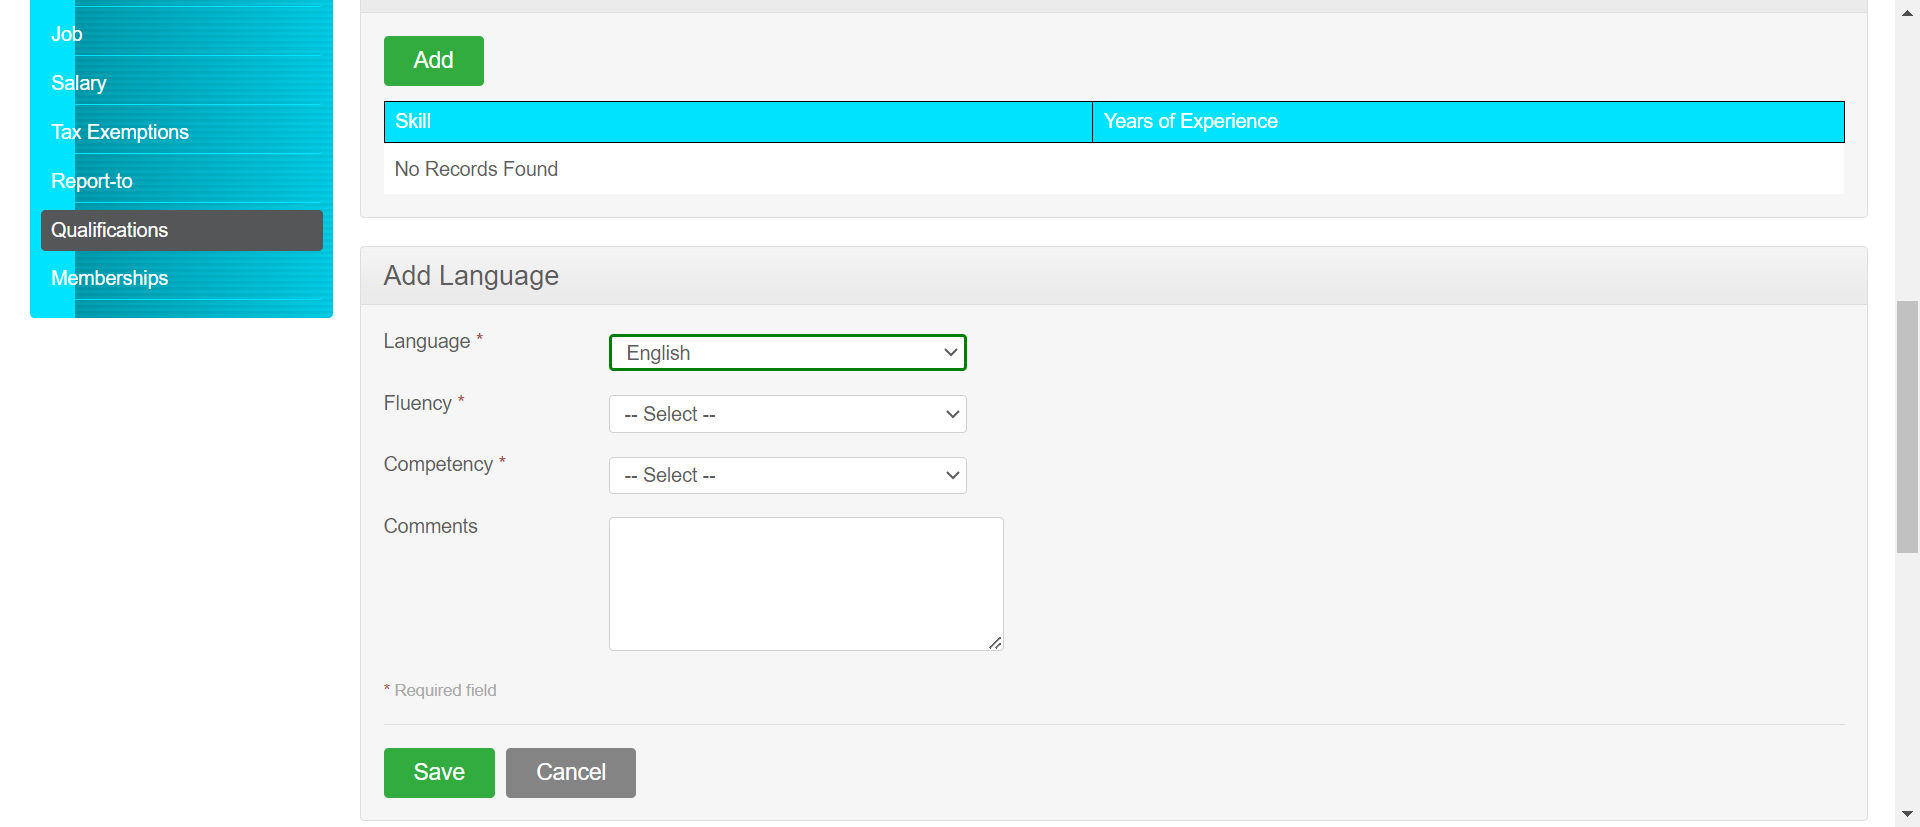 Job
Salary
Tax Exemptions
Report-to
Qualifications
Memberships
Add
Skill Years of Experience
No Records Found
Add Language
Language * English
Fluency * -- Select --
Competency * -- Select --
Comments
* Required field
Save Cancel